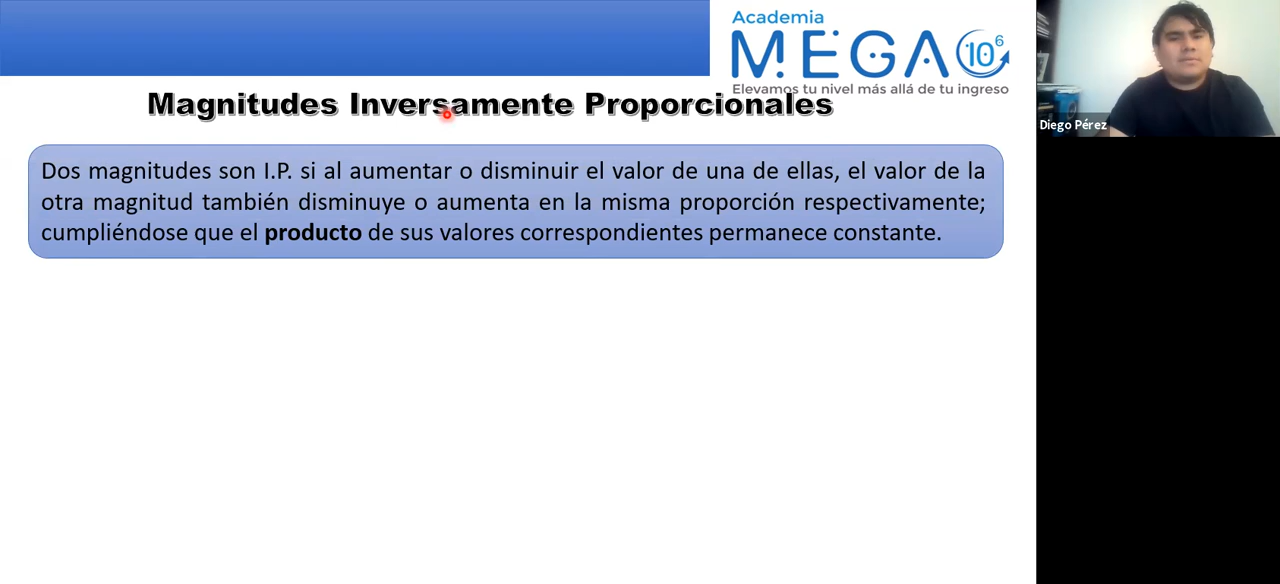 Academia
MEGA 10⁶
Elevamos tu nivel más allá de tu ingreso
Magnitudes Inversamente Proporcionales
Diego Pérez
Dos magnitudes son I.P. si al aumentar o disminuir el valor de una de ellas, el valor de la
otra magnitud también disminuye o aumenta en la misma proporción respectivamente;
cumpliéndose que el producto de sus valores correspondientes permanece constante.